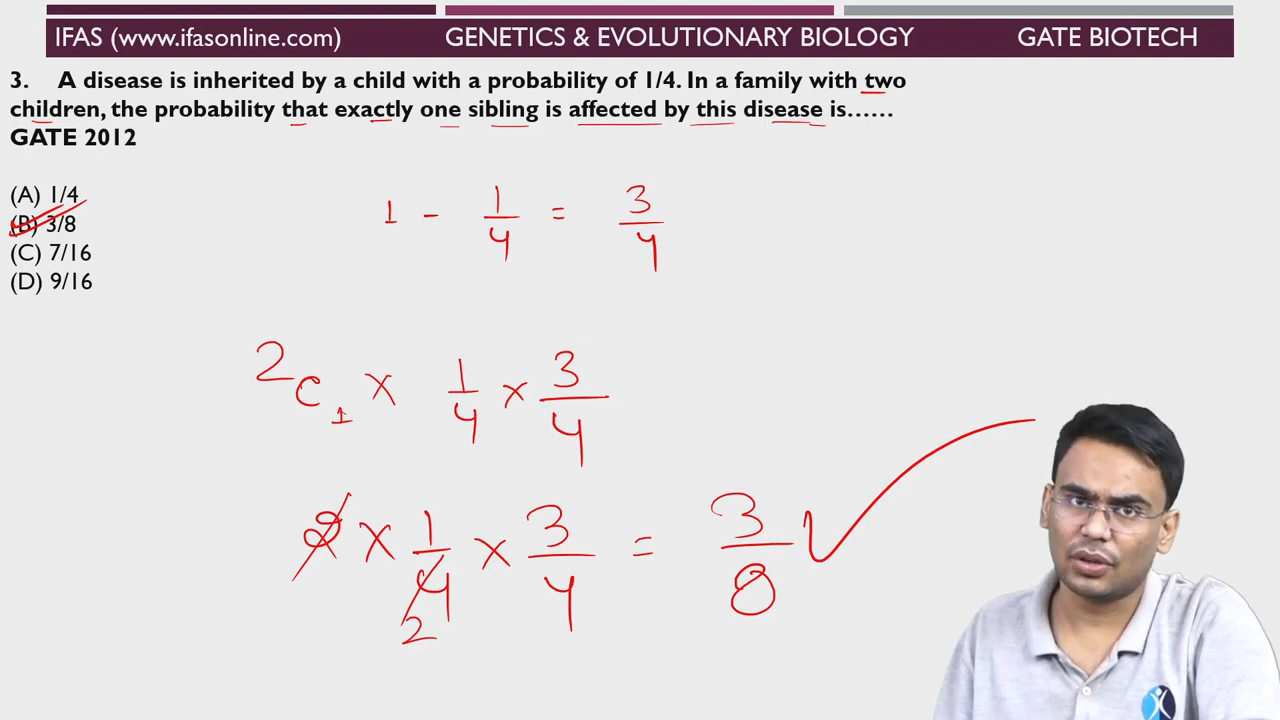 IFAS (www.ifasonline.com) GENETICS & EVOLUTIONARY BIOLOGY GATE BIOTECH
3. A disease is inherited by a child with a probability of 1/4. In a family with two
children, the probability that exactly one sibling is affected by this disease is......
GATE 2012
(A) 1/4
(B) 3/8
(C) 7/16
(D) 9/16
1 - 1/4 = 3/4
²C₁ × 1/4 × 3/4
2 × 1/4 × 3/4 = 3/8
2